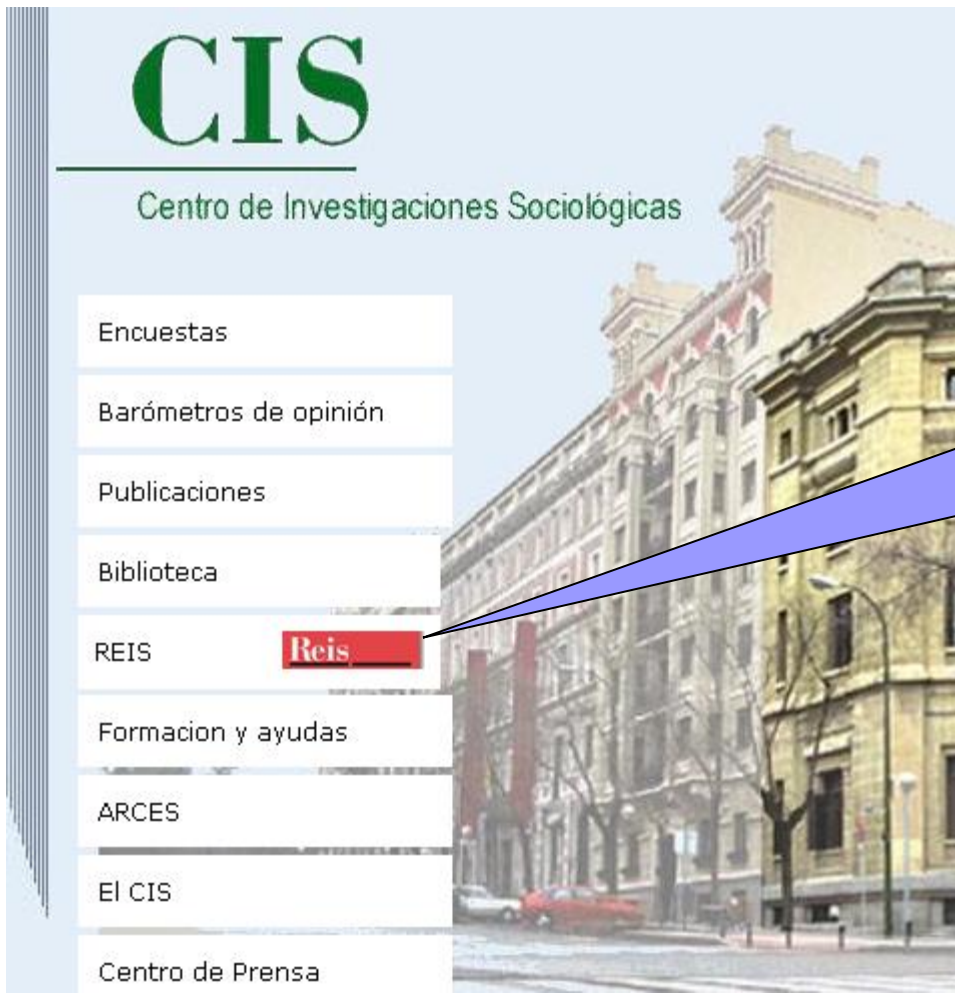 CIS
Centro de Investigaciones Sociológicas
Encuestas
Barómetros de opinión
Publicaciones
Biblioteca
REIS Reis
Formacion y ayudas
ARCES
El CIS
Centro de Prensa